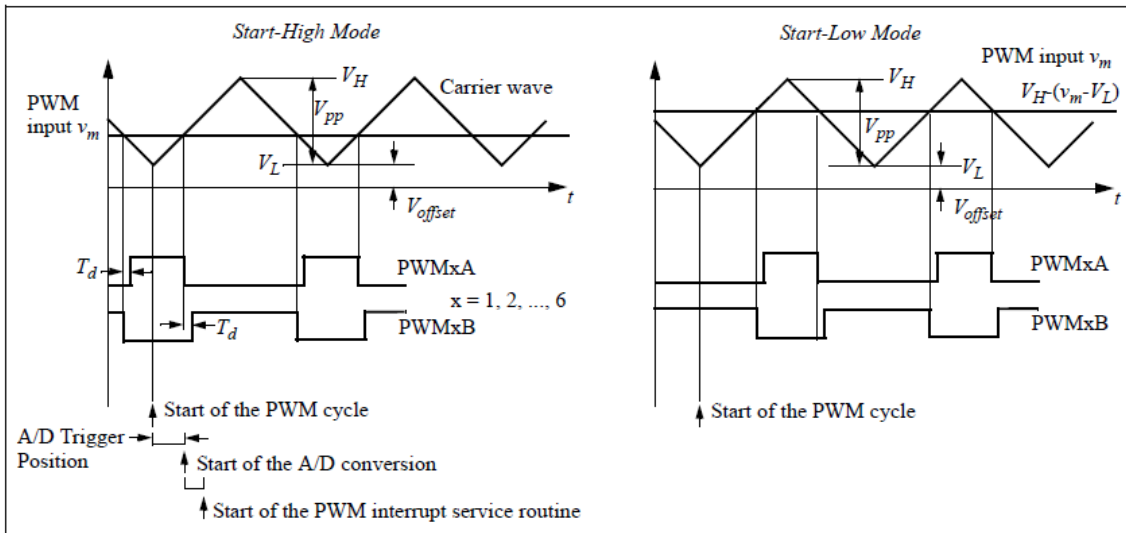 Start-High Mode
V_H
Carrier wave
PWM
input v_m
V_pp
V_L
t
V_offset
T_d
PWMxA
x = 1, 2, ..., 6
PWMxB
T_d
Start of the PWM cycle
A/D Trigger
Position
Start of the A/D conversion
Start of the PWM interrupt service routine
Start-Low Mode
PWM input v_m
V_H
V_H-(v_m-V_L)
V_pp
V_L
t
V_offset
PWMxA
PWMxB
Start of the PWM cycle